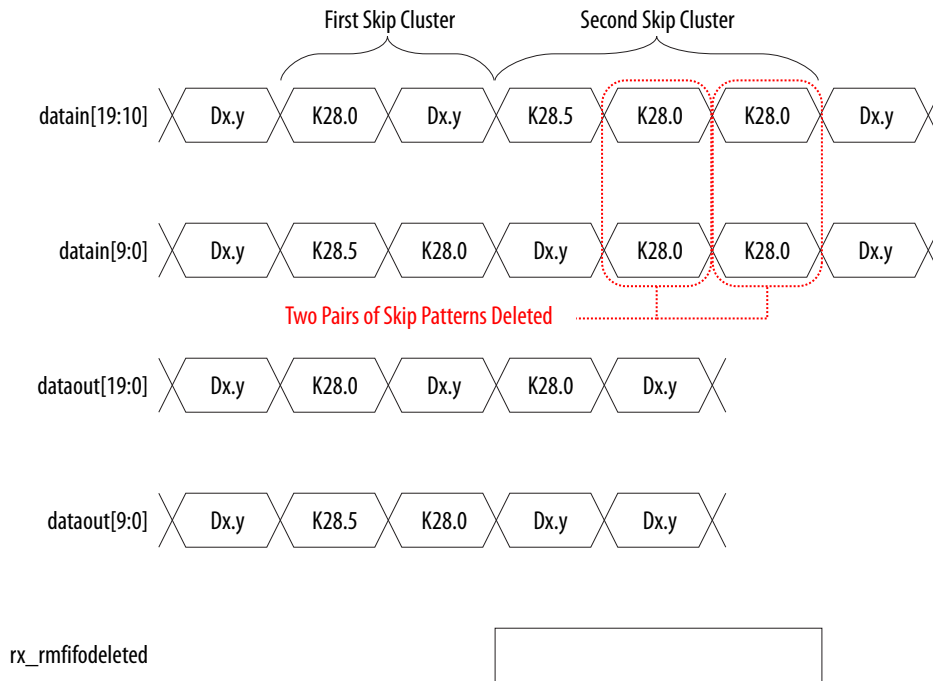 First Skip Cluster Second Skip Cluster
datain[19:10] Dx.y K28.0 Dx.y K28.5 K28.0 K28.0 Dx.y
datain[9:0] Dx.y K28.5 K28.0 Dx.y K28.0 K28.0 Dx.y
Two Pairs of Skip Patterns Deleted
dataout[19:0] Dx.y K28.0 Dx.y K28.0 Dx.y
dataout[9:0] Dx.y K28.5 K28.0 Dx.y Dx.y
rx_rmfifodeleted